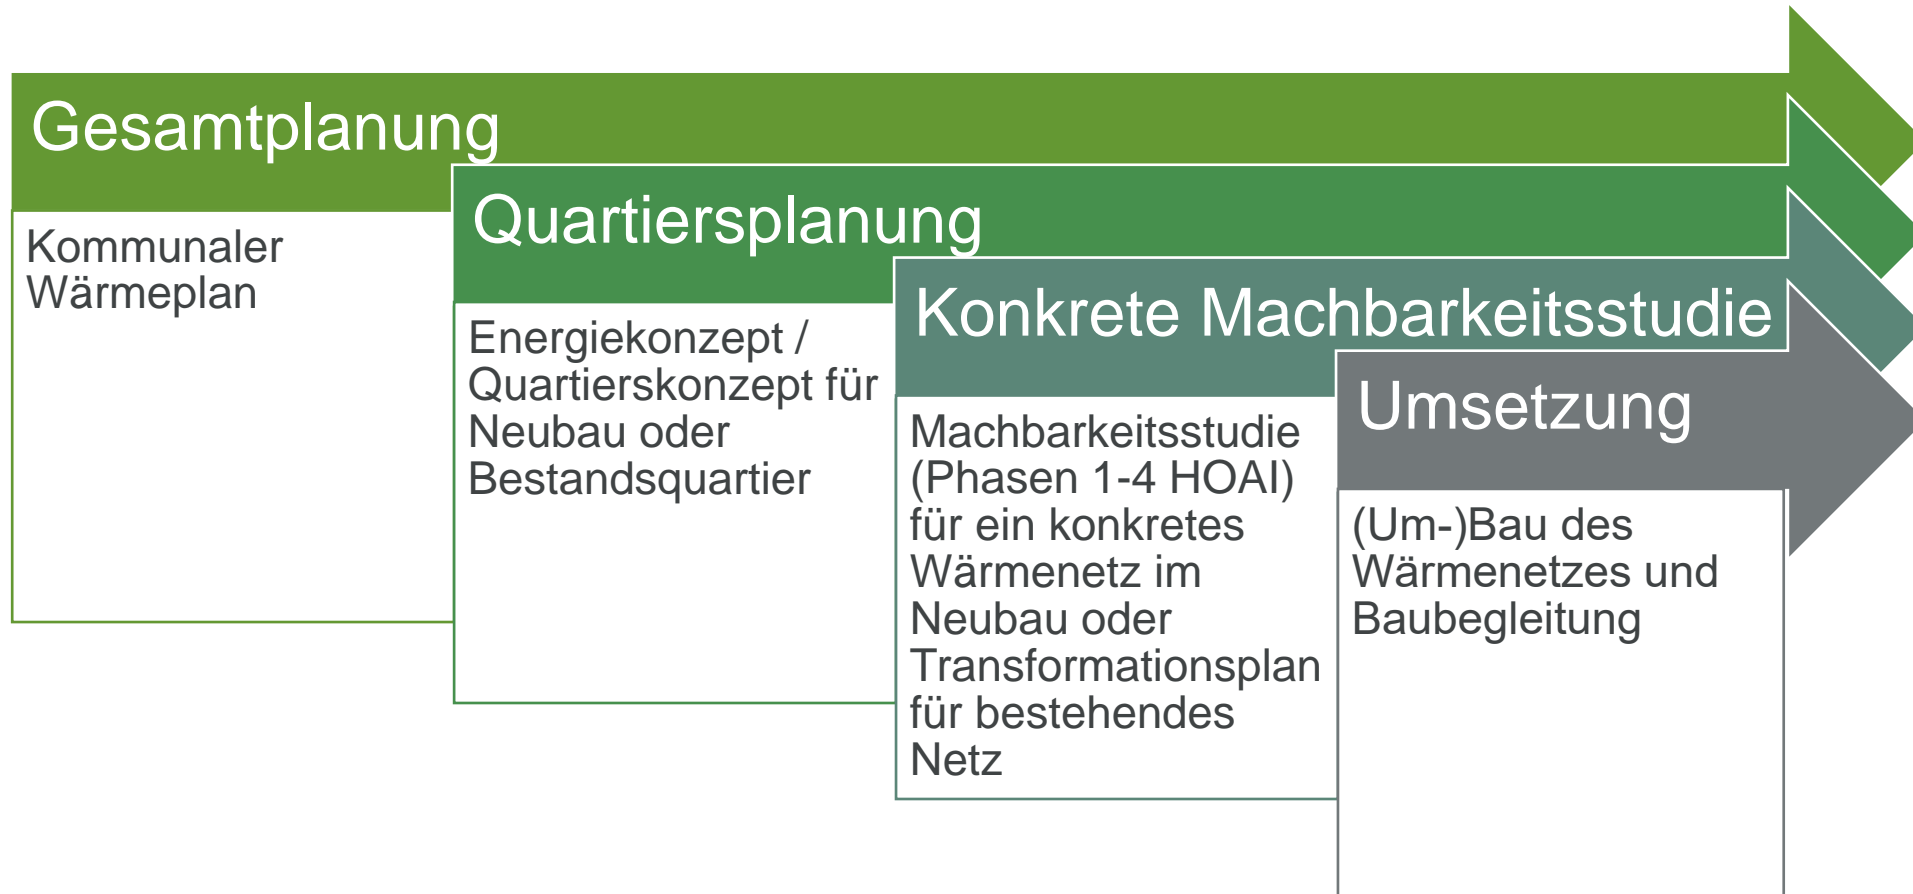 Gesamtplanung
Kommunaler
Wärmeplan
Quartiersplanung
Energiekonzept /
Quartierskonzept für
Neubau oder
Bestandsquartier
Konkrete Machbarkeitsstudie
Machbarkeitsstudie
(Phasen 1-4 HOAI)
für ein konkretes
Wärmenetz im
Neubau oder
Transformationsplan
für bestehendes
Netz
Umsetzung
(Um-)Bau des
Wärmenetzes und
Baubegleitung